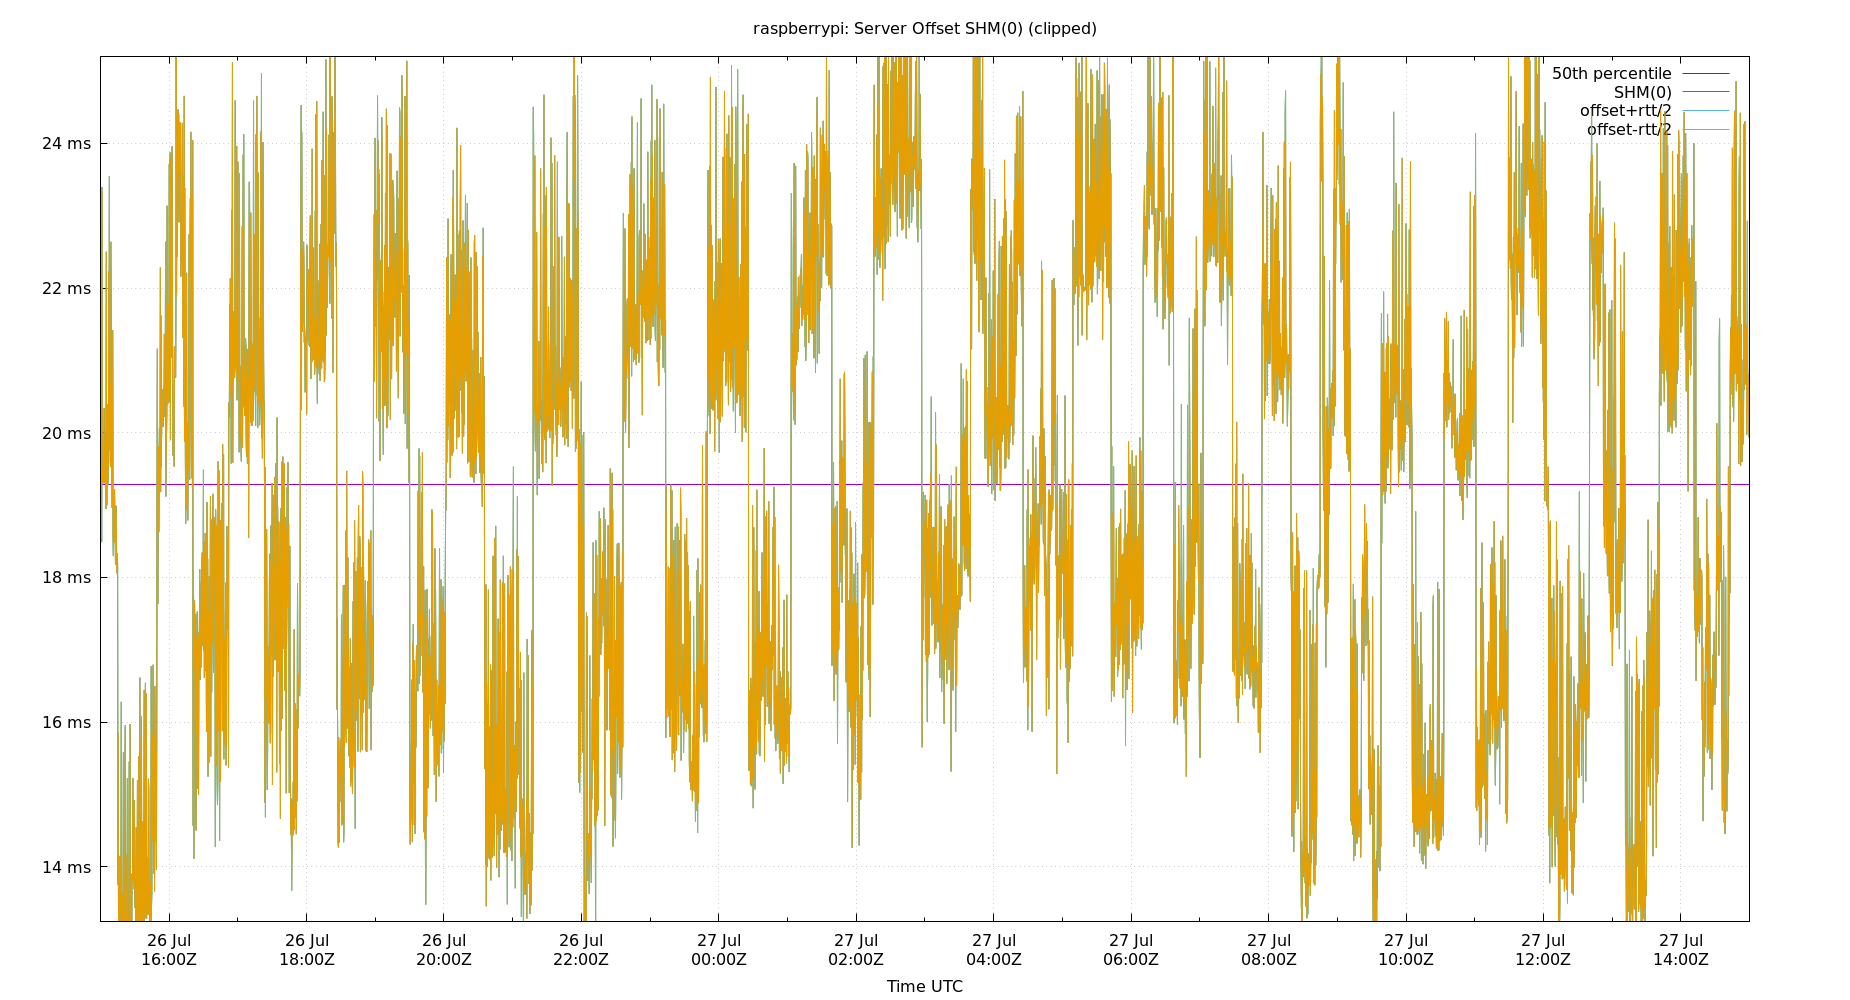 raspberrypi: Server Offset SHM(0) (clipped)
50th percentile
SHM(0)
offset+rtt/2
offset-rtt/2
24 ms
22 ms
20 ms
18 ms
16 ms
14 ms
26 Jul 26 Jul 26 Jul 26 Jul 27 Jul 27 Jul 27 Jul 27 Jul 27 Jul 27 Jul 27 Jul 27 Jul
16:00Z 18:00Z 20:00Z 22:00Z 00:00Z 02:00Z 04:00Z 06:00Z 08:00Z 10:00Z 12:00Z 14:00Z
Time UTC